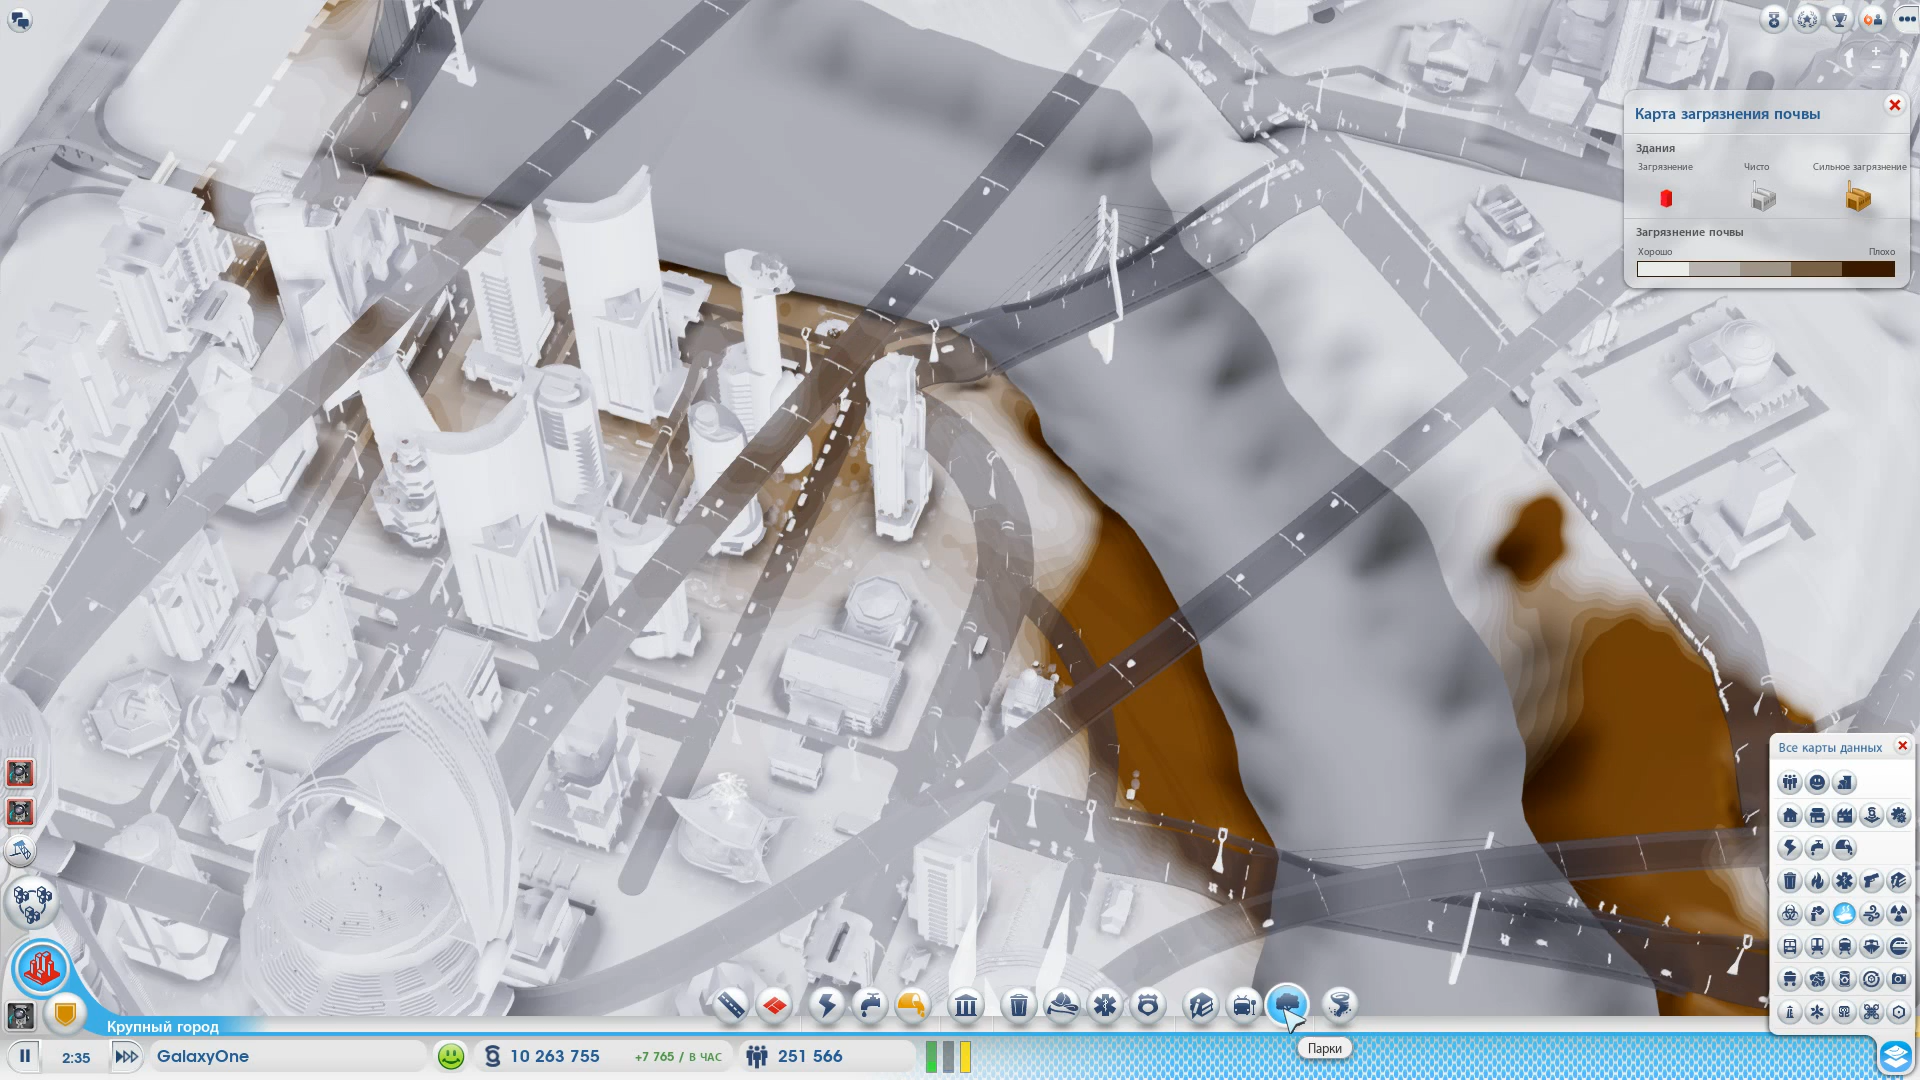 Карта загрязнения почвы
Здания
Загрязнение Чисто Сильное загрязнение
Загрязнение почвы
Хорошо Плохо
Все карты данных
Крупный город
Парки
2:35 GalaxyOne 10 263 755 +7 765 / В ЧАС 251 566